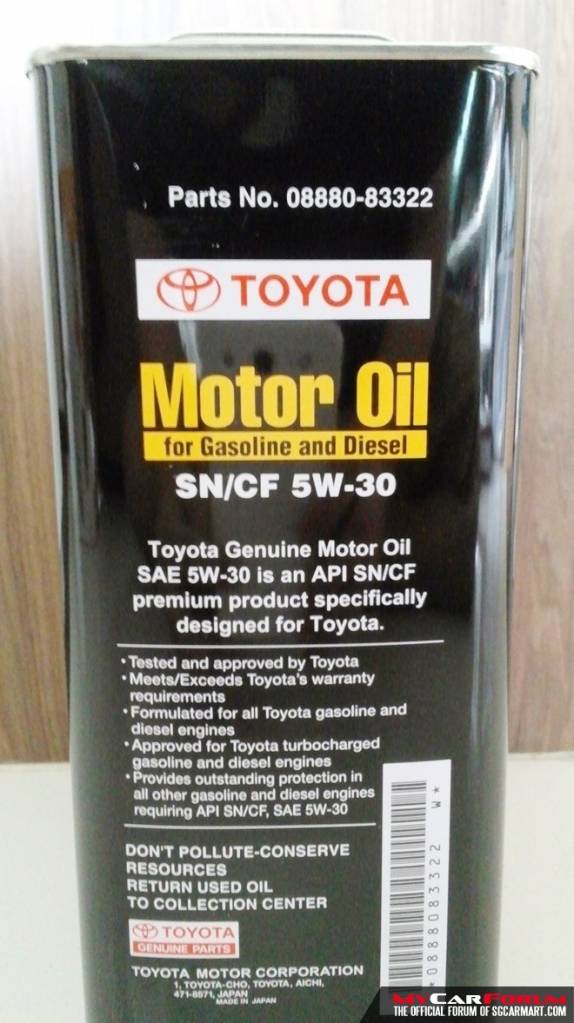 Parts No. 08880-83322
TOYOTA
Motor Oil
for Gasoline and Diesel
SN/CF 5W-30
Toyota Genuine Motor Oil
SAE 5W-30 is an API SN/CF
premium product specifically
designed for Toyota.
•Tested and approved by Toyota
•Meets/Exceeds Toyota's warranty
requirements
•Formulated for all Toyota gasoline and
diesel engines
•Approved for Toyota turbocharged
gasoline and diesel engines
•Provides outstanding protection in
all other gasoline and diesel engines
requiring API SN/CF, SAE 5W-30
*0888083322 W*
DON'T POLLUTE-CONSERVE
RESOURCES
RETURN USED OIL
TO COLLECTION CENTER
TOYOTA
GENUINE PARTS
TOYOTA MOTOR CORPORATION
1, TOYOTA-CHO, TOYOTA, AICHI,
471-8571, JAPAN
MADE IN JAPAN
MYCARFORUM
THE OFFICIAL FORUM OF SGCARMART.COM